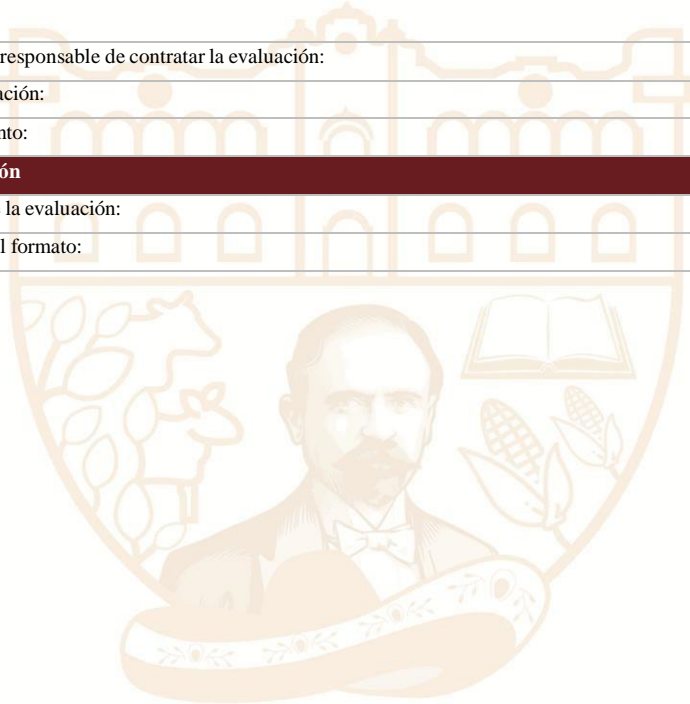 responsable de contratar la evaluación:
ación:
nto:
ón
la evaluación:
l formato: